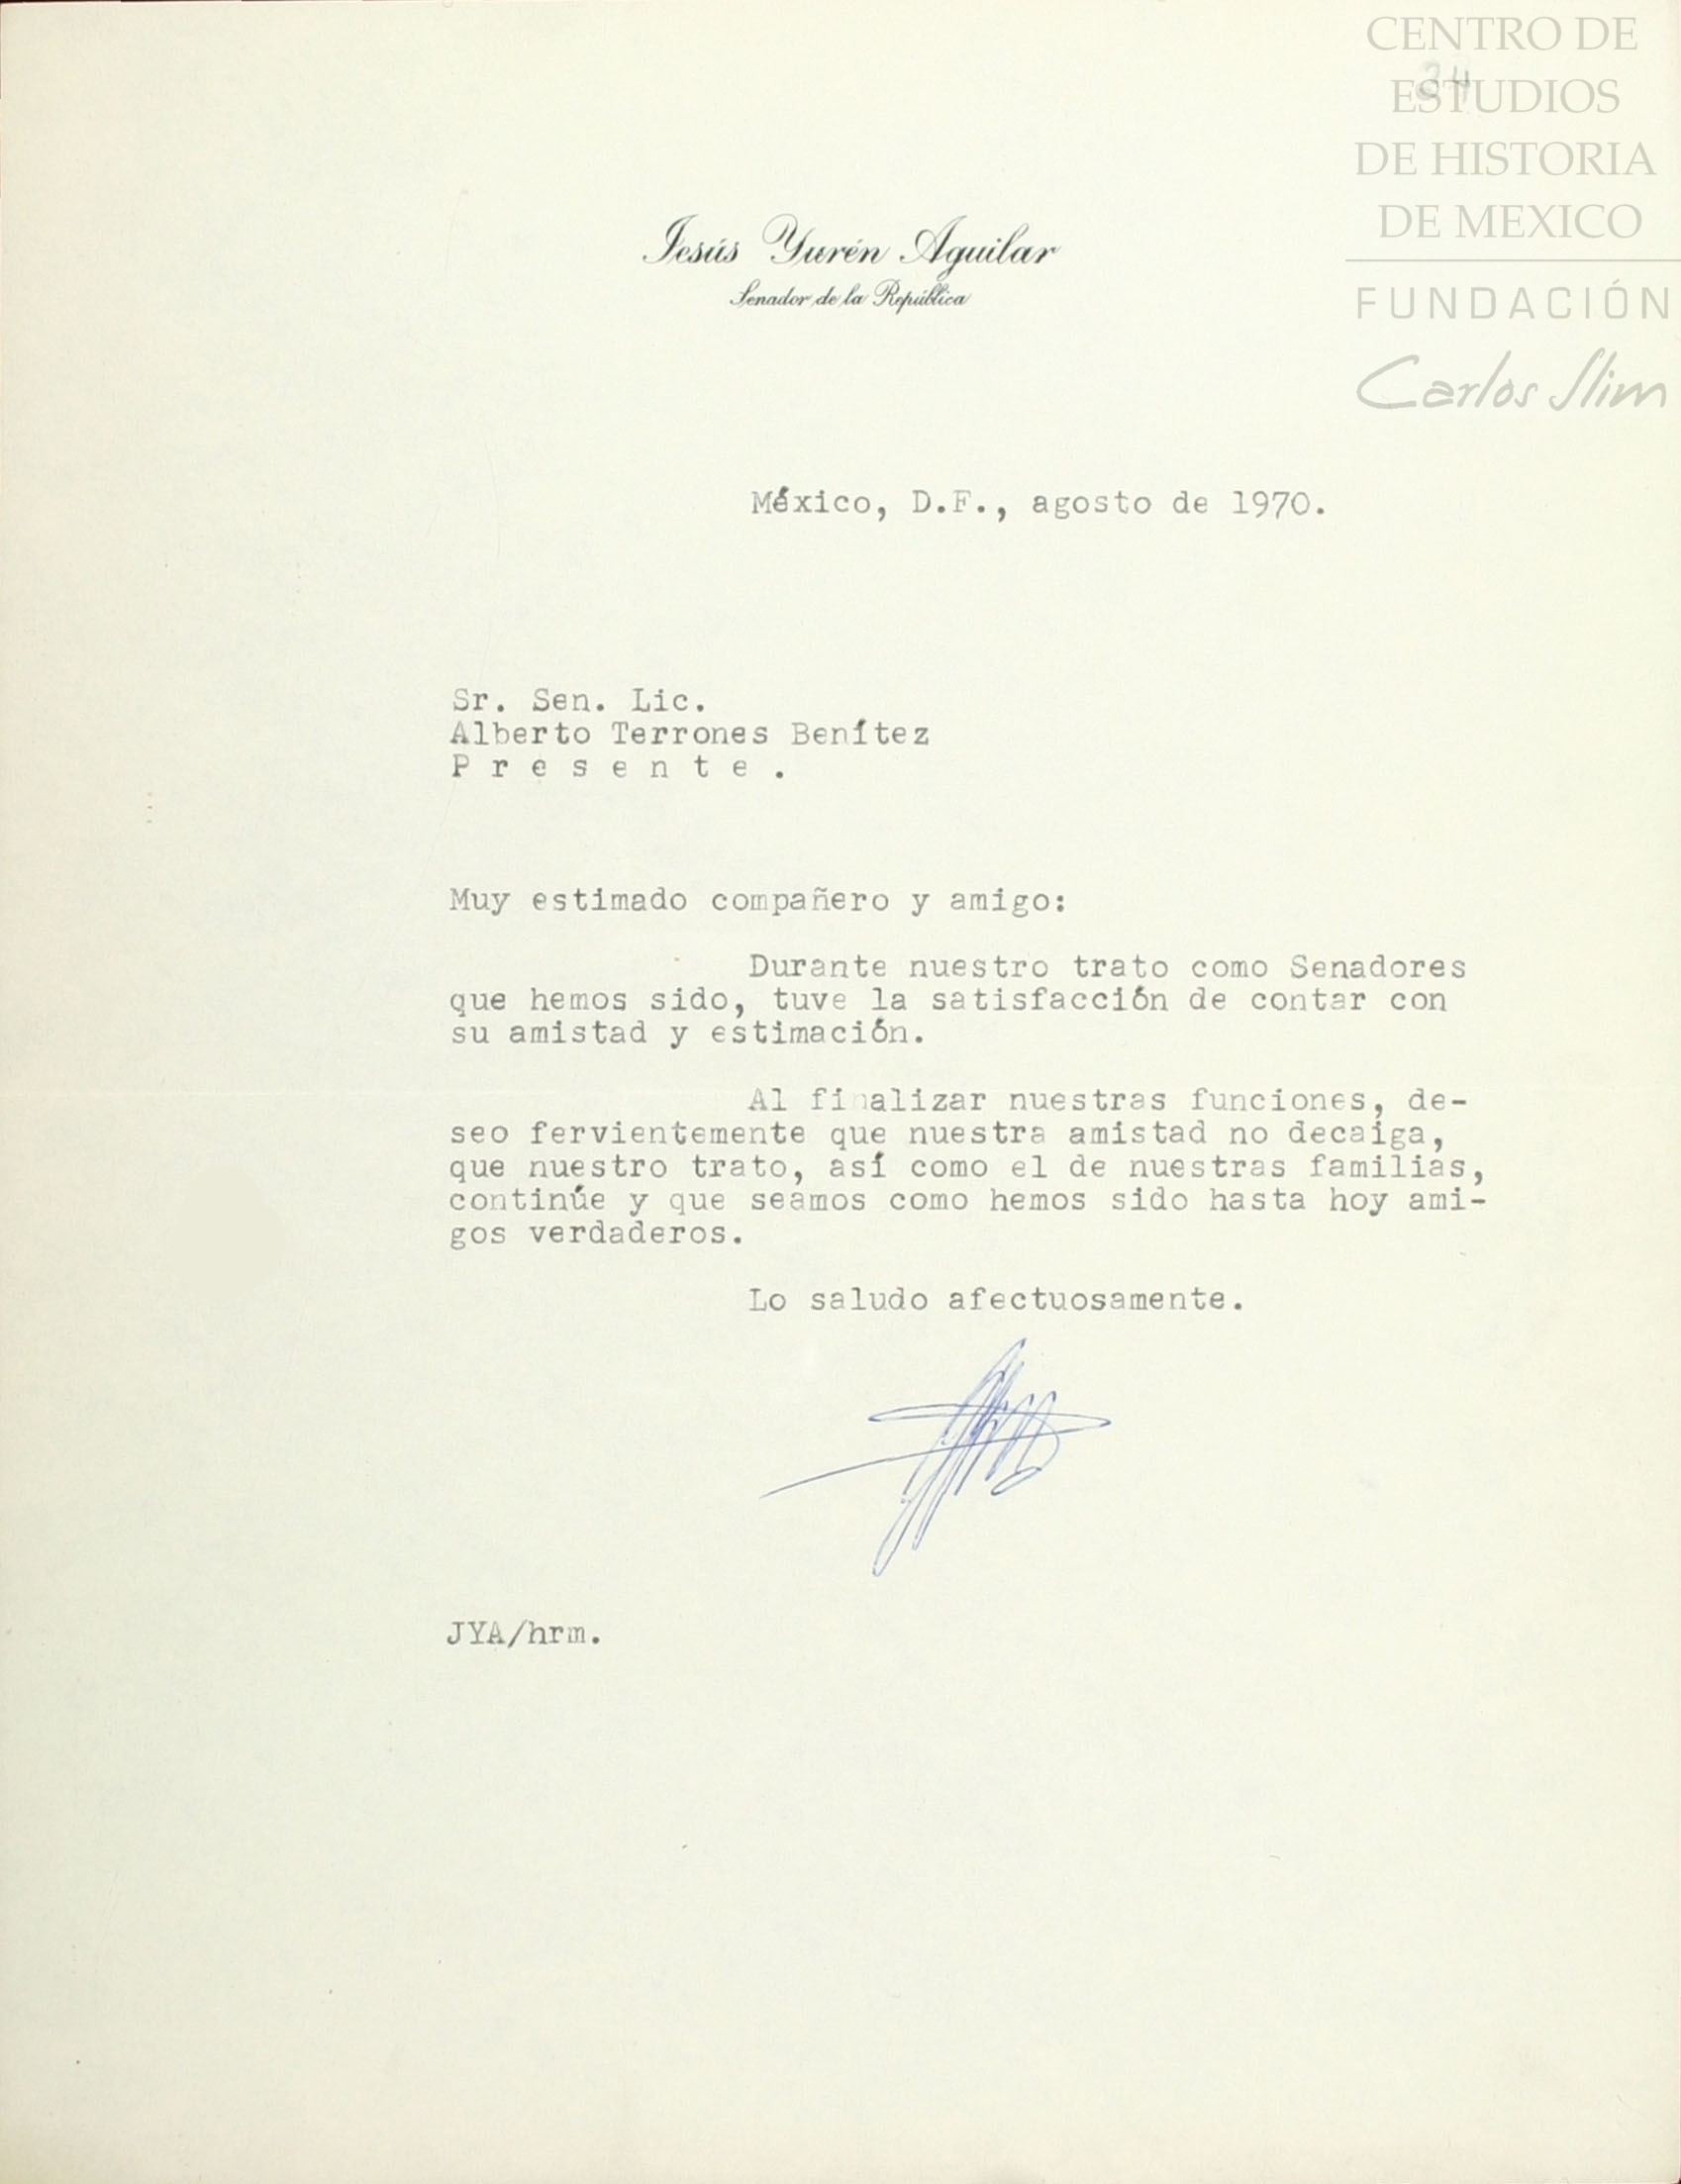 CENTRO DE
ESTUDIOS
DE HISTORIA
DE MEXICO
FUNDACIÓN
Carlos Slim
34
Jesús Yurén Aguilar
Senador de la República
México, D.F., agosto de 1970.
Sr. Sen. Lic.
Alberto Terrones Benítez
P r e s e n t e .
Muy estimado compañero y amigo:
Durante nuestro trato como Senadores
que hemos sido, tuve la satisfacción de contar con
su amistad y estimación.
Al finalizar nuestras funciones, de-
seo fervientemente que nuestra amistad no decaiga,
que nuestro trato, así como el de nuestras familias,
continúe y que seamos como hemos sido hasta hoy ami-
gos verdaderos.
Lo saludo afectuosamente.
JYA/hrm.